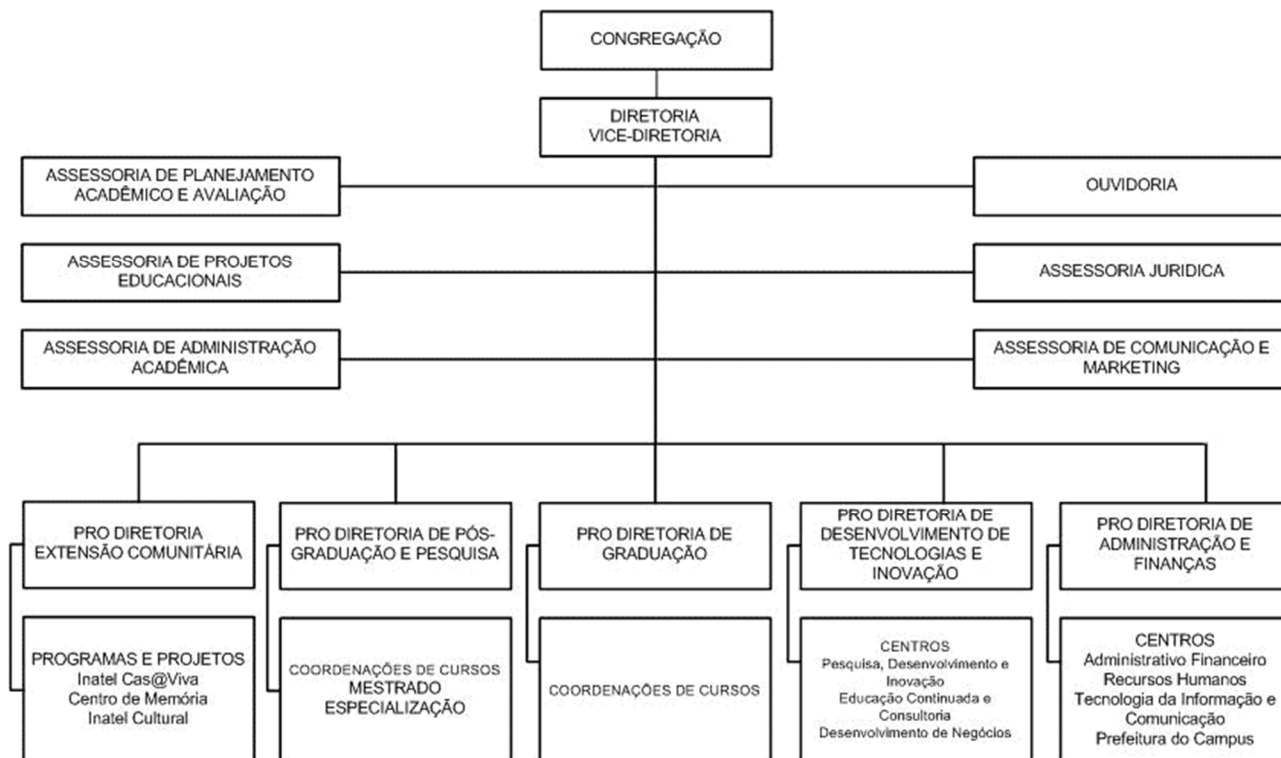 CONGREGAÇÃO
DIRETORIA
VICE-DIRETORIA
ASSESSORIA DE PLANEJAMENTO
ACADÊMICO E AVALIAÇÃO
OUVIDORIA
ASSESSORIA DE PROJETOS
EDUCACIONAIS
ASSESSORIA JURIDICA
ASSESSORIA DE ADMINISTRAÇÃO
ACADÊMICA
ASSESSORIA DE COMUNICAÇÃO E
MARKETING
PRO DIRETORIA
EXTENSÃO COMUNITÁRIA
PRO DIRETORIA DE PÓS-
GRADUAÇÃO E PESQUISA
PRO DIRETORIA DE
GRADUAÇÃO
PRO DIRETORIA DE
DESENVOLVIMENTO DE
TECNOLOGIAS E
INOVAÇÃO
PRO DIRETORIA DE
ADMINISTRAÇÃO E
FINANÇAS
PROGRAMAS E PROJETOS
Inatel Cas@Viva
Centro de Memória
Inatel Cultural
COORDENAÇÕES DE CURSOS
MESTRADO
ESPECIALIZAÇÃO
COORDENAÇÕES DE CURSOS
CENTROS
Pesquisa, Desenvolvimento e
Inovação
Educação Continuada e
Consultoria
Desenvolvimento de Negócios
CENTROS
Administrativo Financeiro
Recursos Humanos
Tecnologia da Informação e
Comunicação
Prefeitura do Campus